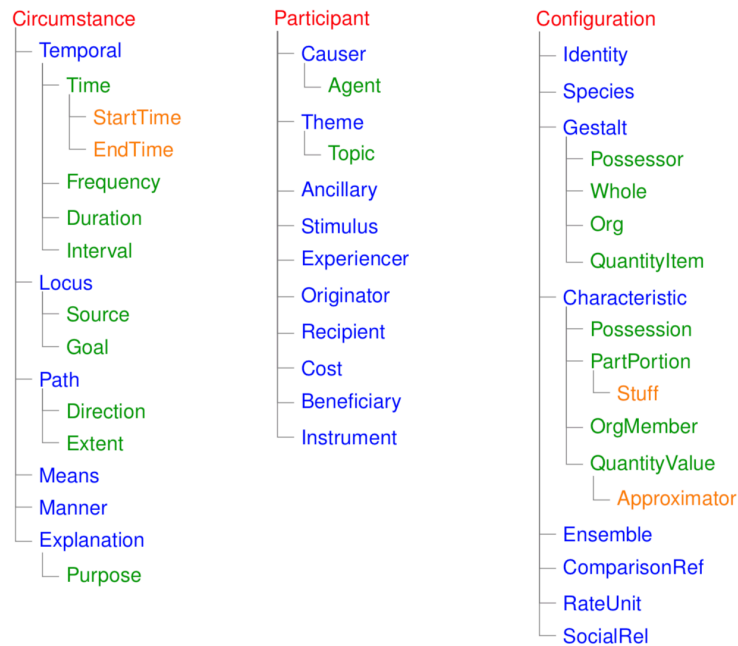 Circumstance
Temporal
Time
StartTime
EndTime
Frequency
Duration
Interval
Locus
Source
Goal
Path
Direction
Extent
Means
Manner
Explanation
Purpose
Participant
Causer
Agent
Theme
Topic
Ancillary
Stimulus
Experiencer
Originator
Recipient
Cost
Beneficiary
Instrument
Configuration
Identity
Species
Gestalt
Possessor
Whole
Org
QuantityItem
Characteristic
Possession
PartPortion
Stuff
OrgMember
QuantityValue
Approximator
Ensemble
ComparisonRef
RateUnit
SocialRel